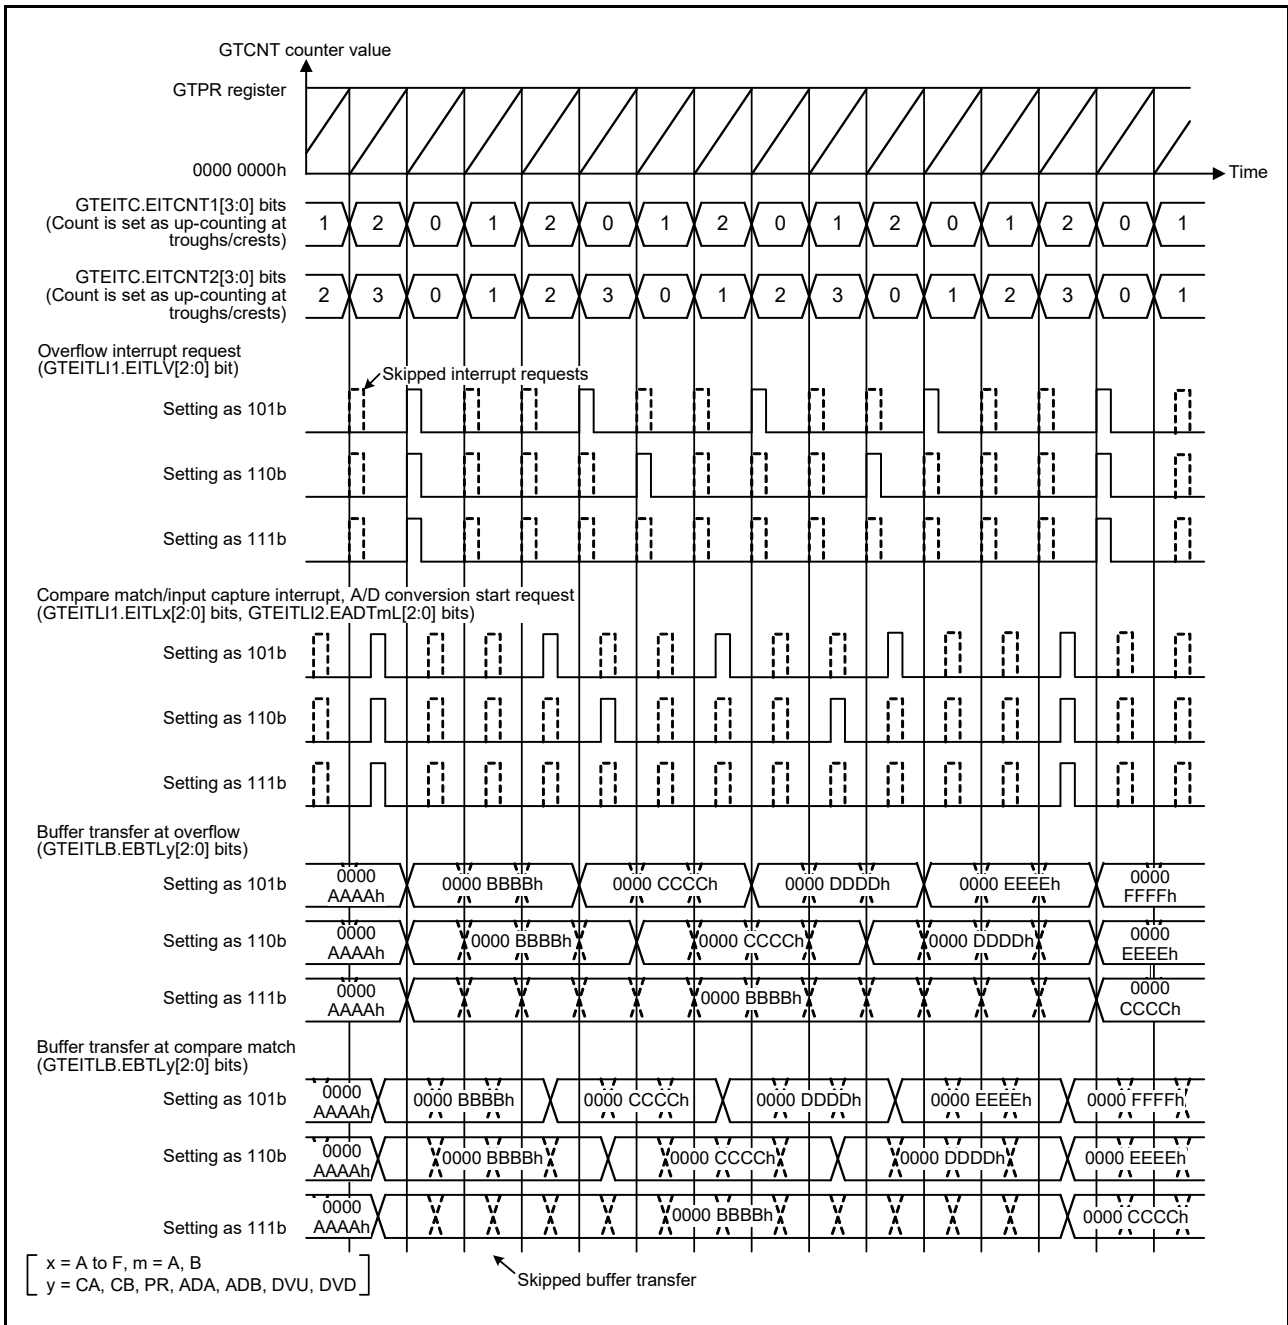 GTCNT counter value
GTPR register
0000 0000h
Time
GTEITC.EITCNT1[3:0] bits
(Count is set as up-counting at
troughs/crests)
1 2 0 1 2 0 1 2 0 1 2 0 1 2 0 1
GTEITC.EITCNT2[3:0] bits
(Count is set as up-counting at
troughs/crests)
2 3 0 1 2 3 0 1 2 3 0 1 2 3 0 1
Overflow interrupt request
(GTEITLI1.EITLV[2:0] bit)
Skipped interrupt requests
Setting as 101b
Setting as 110b
Setting as 111b
Compare match/input capture interrupt, A/D conversion start request
(GTEITLI1.EITLx[2:0] bits, GTEITLI2.EADTmL[2:0] bits)
Setting as 101b
Setting as 110b
Setting as 111b
Buffer transfer at overflow
(GTEITLB.EBTLy[2:0] bits)
Setting as 101b
0000
AAAAh
0000 BBBBh
0000 CCCCh
0000 DDDDh
0000 EEEEh
0000
FFFFh
Setting as 110b
0000
AAAAh
0000 BBBBh
0000 CCCCh
0000 DDDDh
0000
EEEEh
Setting as 111b
0000
AAAAh
0000 BBBBh
0000
CCCCh
Buffer transfer at compare match
(GTEITLB.EBTLy[2:0] bits)
Setting as 101b
0000
AAAAh
0000 BBBBh
0000 CCCCh
0000 DDDDh
0000 EEEEh
0000 FFFFh
Setting as 110b
0000
AAAAh
0000 BBBBh
0000 CCCCh
0000 DDDDh
0000 EEEEh
Setting as 111b
0000
AAAAh
0000 BBBBh
0000 CCCCh
x = A to F, m = A, B
y = CA, CB, PR, ADA, ADB, DVU, DVD
Skipped buffer transfer